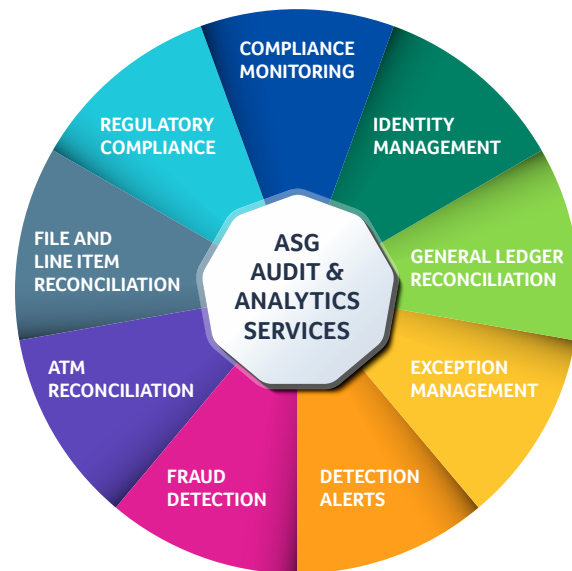 COMPLIANCE
MONITORING
IDENTITY
MANAGEMENT
GENERAL LEDGER
RECONCILIATION
EXCEPTION
MANAGEMENT
DETECTION
ALERTS
FRAUD
DETECTION
ATM
RECONCILIATION
FILE AND
LINE ITEM
RECONCILIATION
REGULATORY
COMPLIANCE
ASG
AUDIT &
ANALYTICS
SERVICES